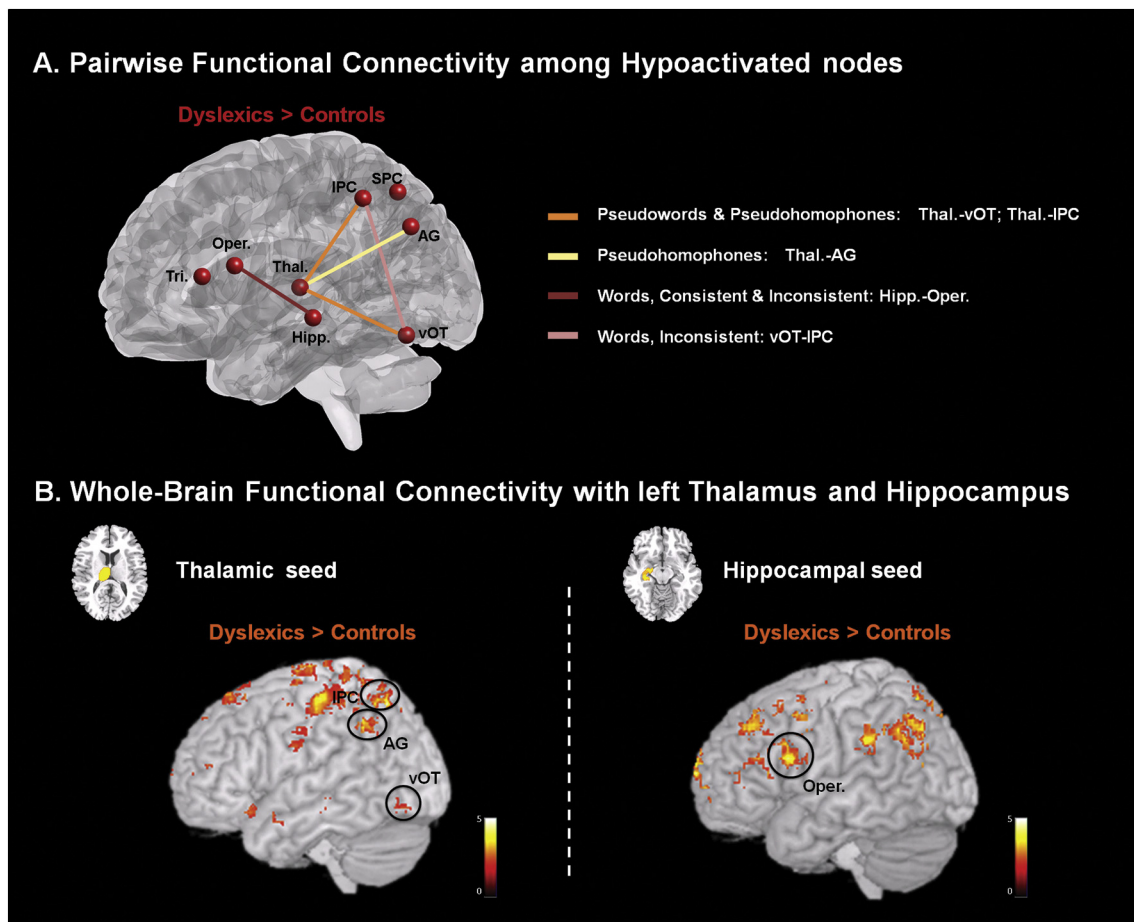 A. Pairwise Functional Connectivity among Hypoactivated nodes
Dyslexics > Controls
IPC
SPC
AG
Oper.
Thal.
Tri.
Hipp.
vOT
Pseudowords & Pseudohomophones: Thal.-vOT; Thal.-IPC
Pseudohomophones: Thal.-AG
Words, Consistent & Inconsistent: Hipp.-Oper.
Words, Inconsistent: vOT-IPC
B. Whole-Brain Functional Connectivity with left Thalamus and Hippocampus
Thalamic seed
Dyslexics > Controls
IPC
AG
vOT
5
0
Hippocampal seed
Dyslexics > Controls
Oper.
5
0